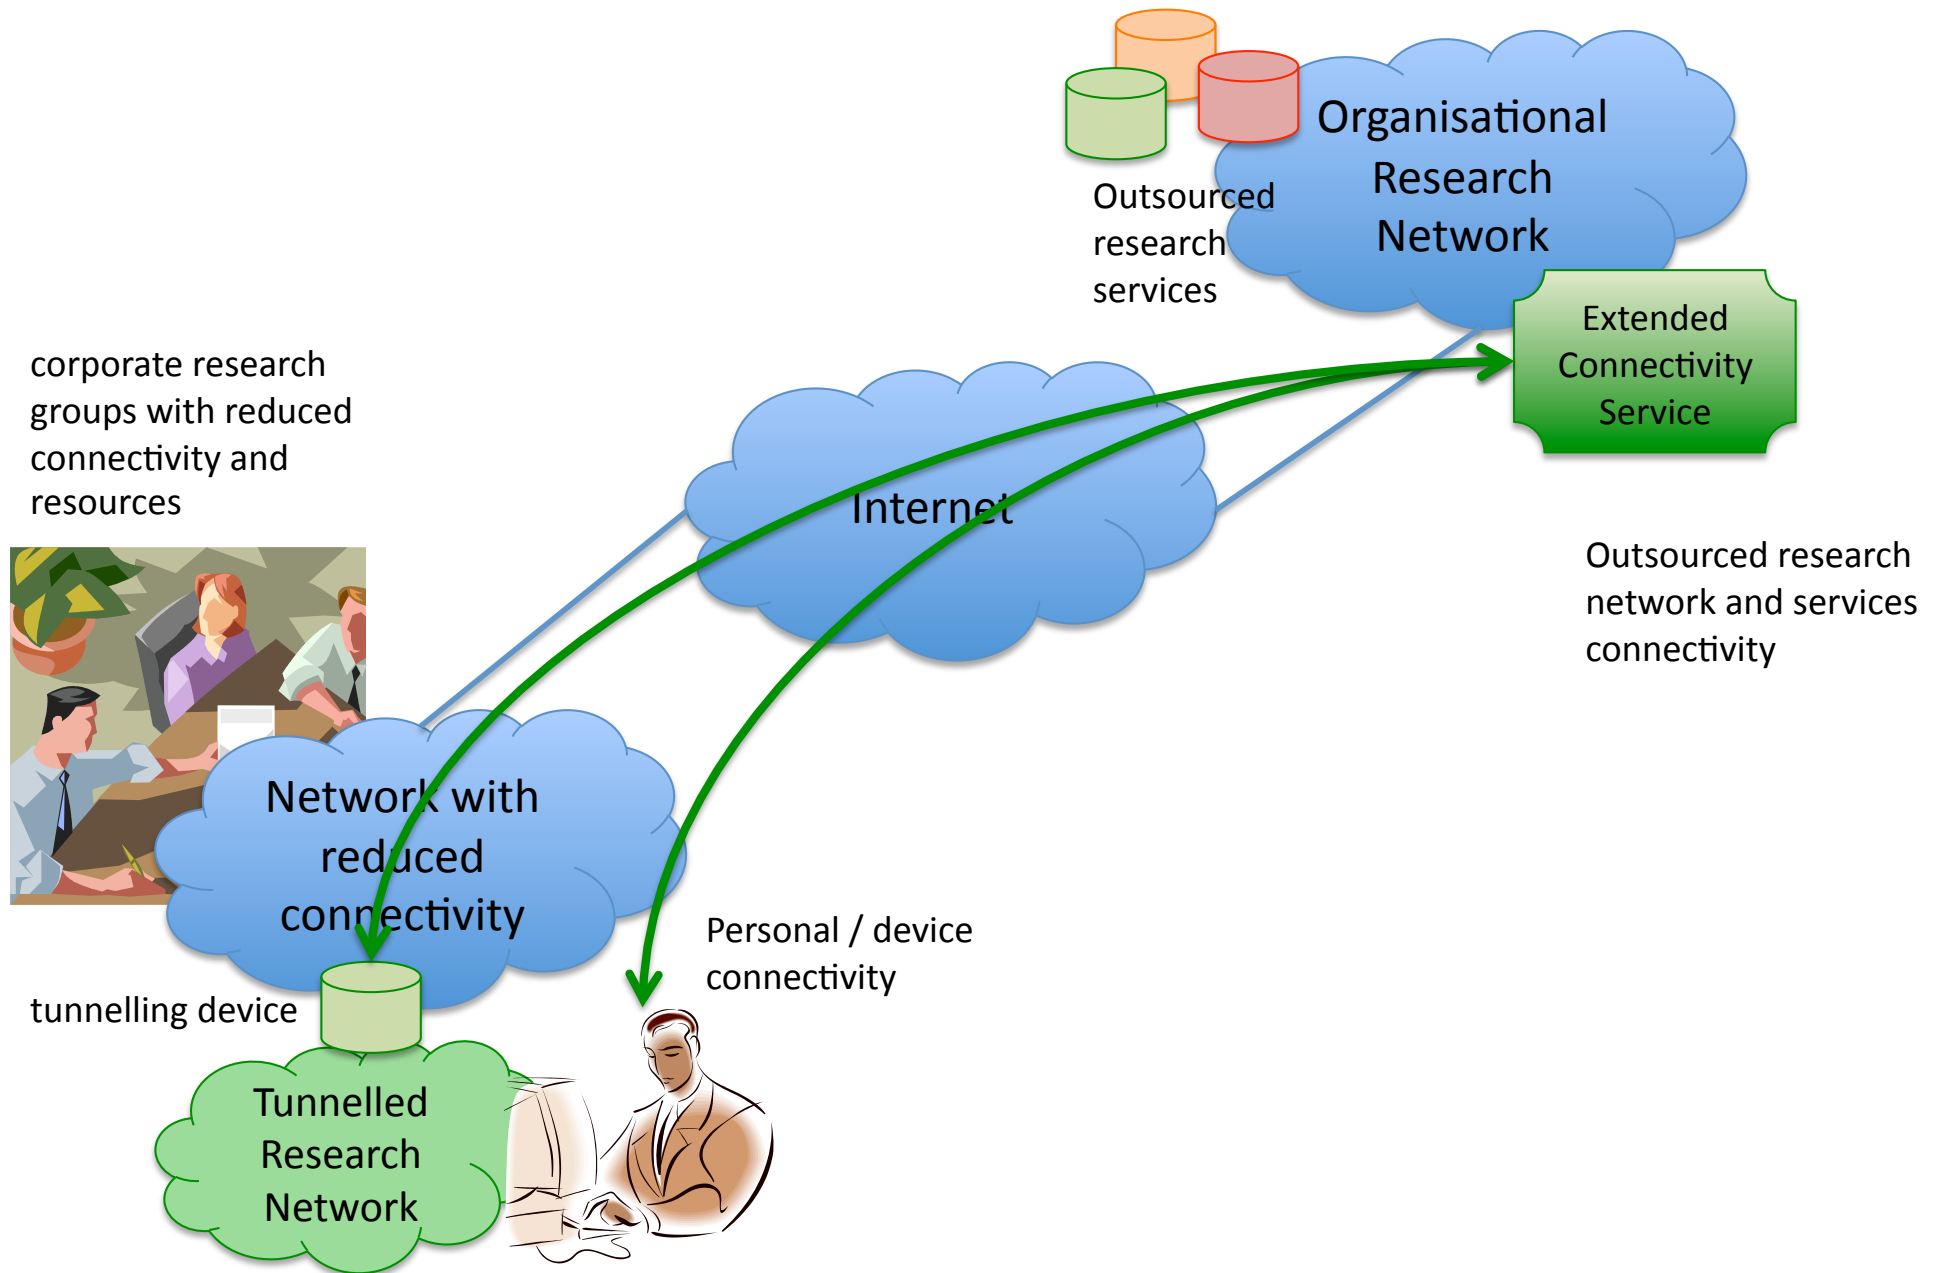 Organisational
Research
Network
Outsourced
research
services
Extended
Connectivity
Service
corporate research
groups with reduced
connectivity and
resources
Internet
Outsourced research
network and services
connectivity
Network with
reduced
connectivity
Personal / device
connectivity
tunnelling device
Tunnelled
Research
Network